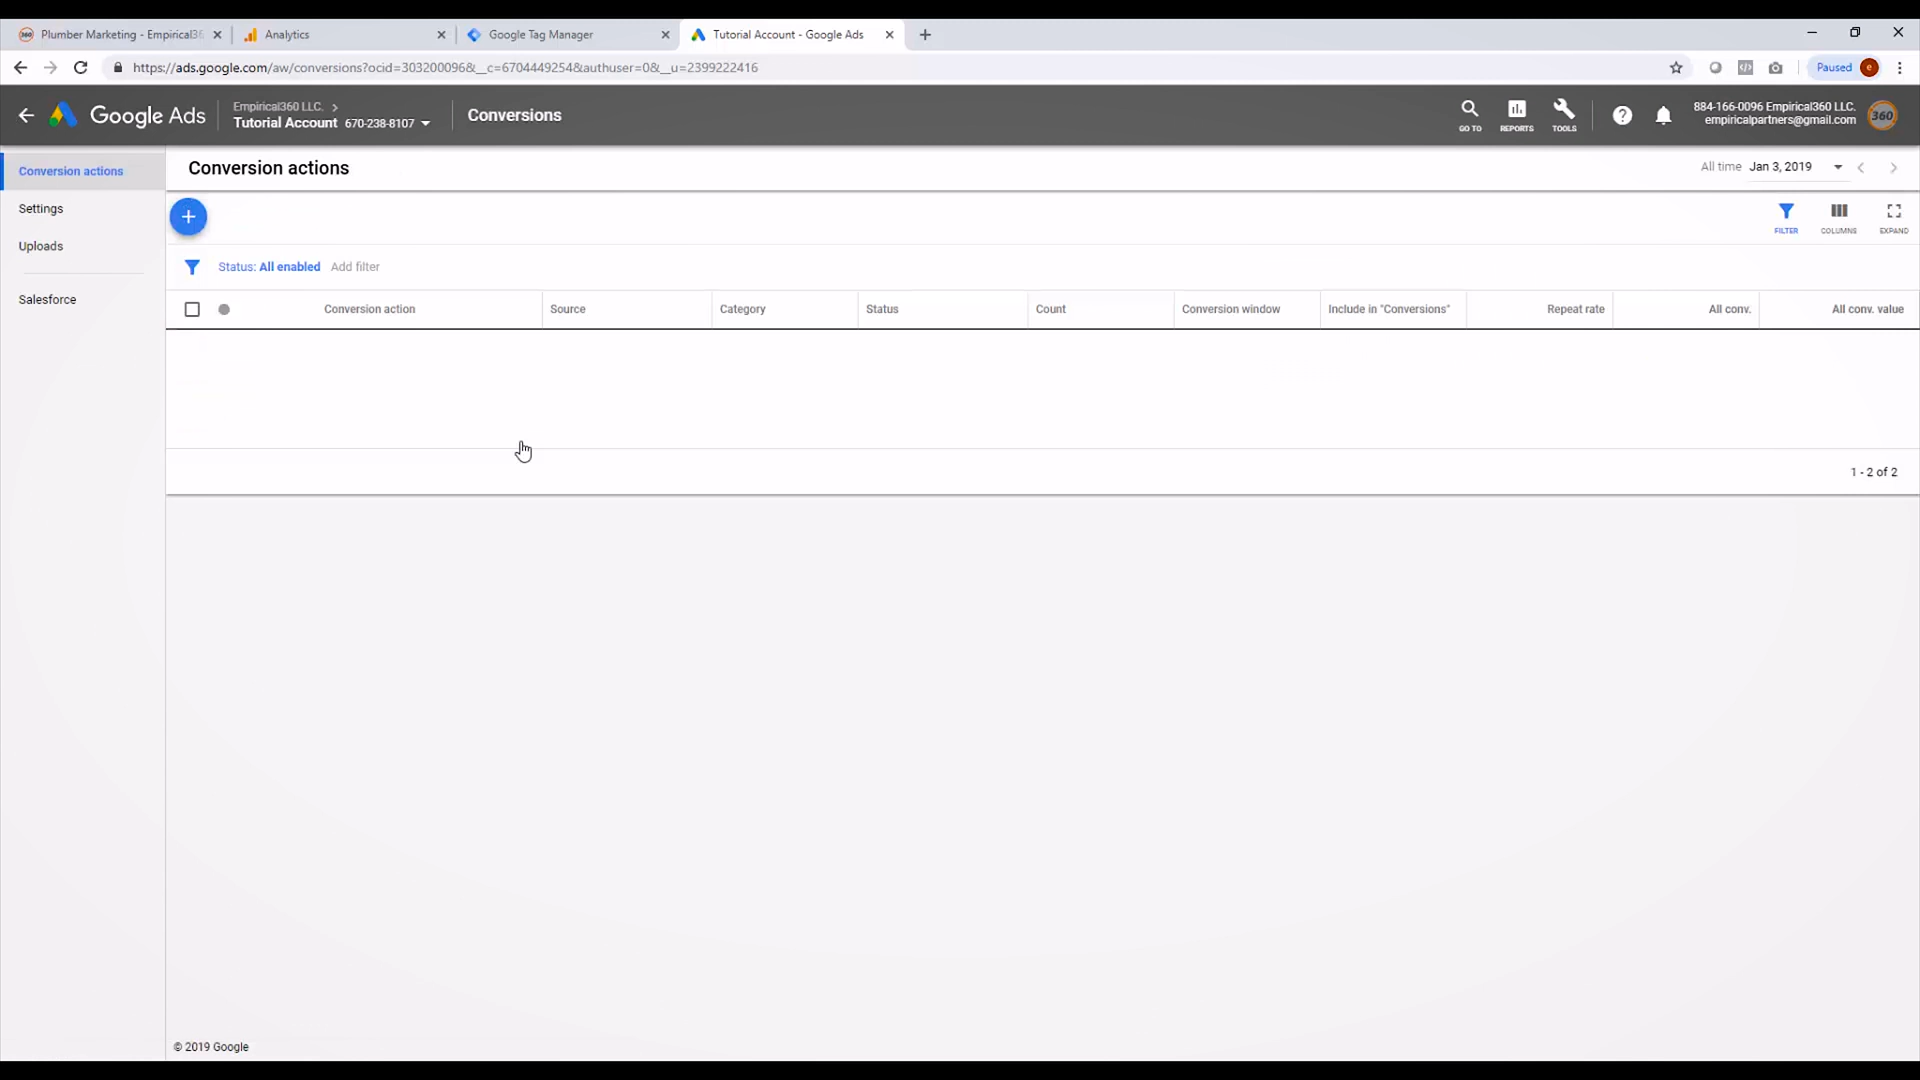 Plumber Marketing - Empirical36
Analytics
Google Tag Manager
Tutorial Account - Google Ads
https://ads.google.com/aw/conversions?ocid=303200096&__c=6704449254&authuser=0&__u=2399222416
Paused e
Google Ads
Empirical360 LLC. >
Tutorial Account 670-238-8107
Conversions
GO TO
REPORTS
TOOLS
884-166-0096 Empirical360 LLC.
empiricalpartners@gmail.com
360
Conversion actions
Settings
Uploads
Salesforce
Conversion actions
All time Jan 3, 2019
FILTER
COLUMNS
EXPAND
Status: All enabled Add filter
Conversion action Source Category Status Count Conversion window Include in "Conversions" Repeat rate All conv. All conv. value
1 - 2 of 2
© 2019 Google